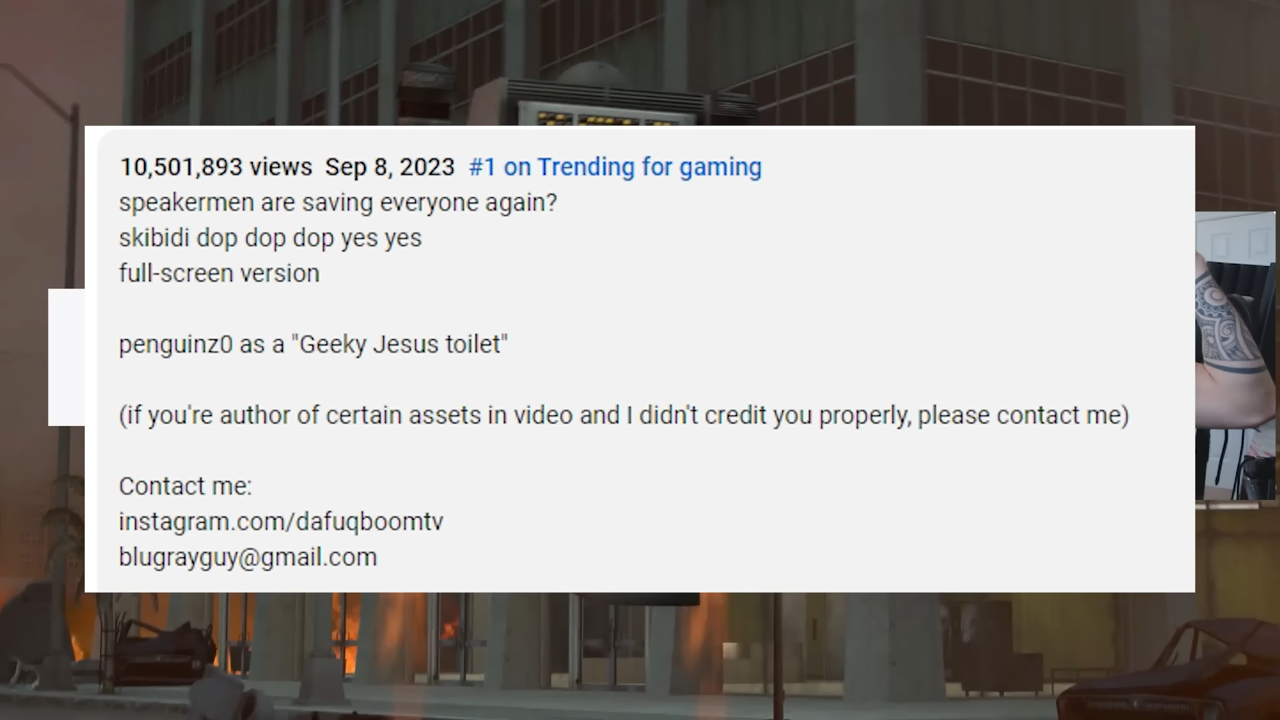 10,501,893 views Sep 8, 2023 #1 on Trending for gaming
speakermen are saving everyone again?
skibidi dop dop dop yes yes
full-screen version
penguinz0 as a "Geeky Jesus toilet"
(if you're author of certain assets in video and I didn't credit you properly, please contact me)
Contact me:
instagram.com/dafuqboomtv
blugrayguy@gmail.com